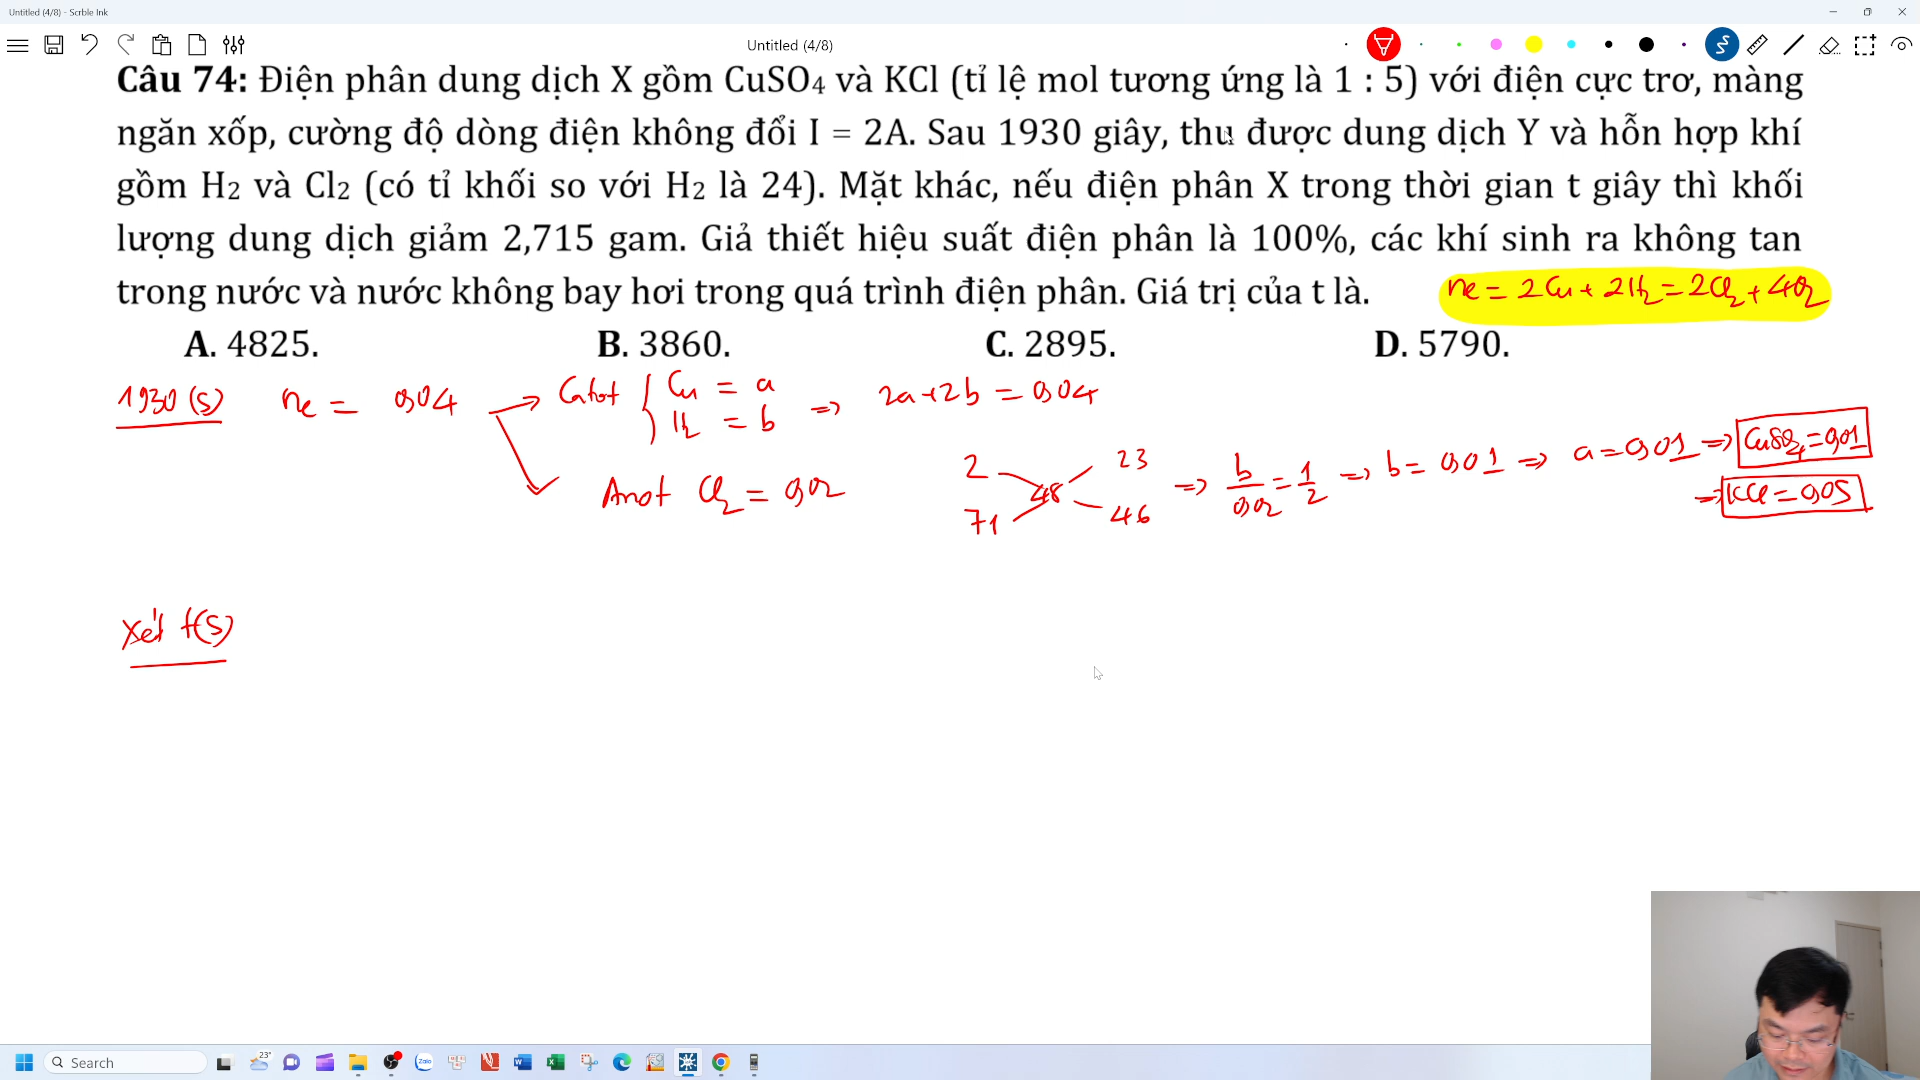 Untitled (4/8) - Scrble Ink
Untitled (4/8)
Câu 74: Điện phân dung dịch X gồm CuSO4 và KCl (tỉ lệ mol tương ứng là 1 : 5) với điện cực trơ, màng
ngăn xốp, cường độ dòng điện không đổi I = 2A. Sau 1930 giây, thu được dung dịch Y và hỗn hợp khí
gồm H2 và Cl2 (có tỉ khối so với H2 là 24). Mặt khác, nếu điện phân X trong thời gian t giây thì khối
lượng dung dịch giảm 2,715 gam. Giả thiết hiệu suất điện phân là 100%, các khí sinh ra không tan
trong nước và nước không bay hơi trong quá trình điện phân. Giá trị của t là.
ne = 2Cu + 2H2 = 2Cl2 + 4O2
A. 4825. B. 3860. C. 2895. D. 5790.
1930 (s) ne = 0,04
Catot Cu = a
H2 = b
=> 2a+2b = 0,04
Anot Cl2 = 0,02
2 23
48
71 46
=> b/0,02 = 1/2 => b = 0,01 => a = 0,01 => CuSO4 = 0,01
=> KCl = 0,05
Xét t(s)
23°
Search
Zalo